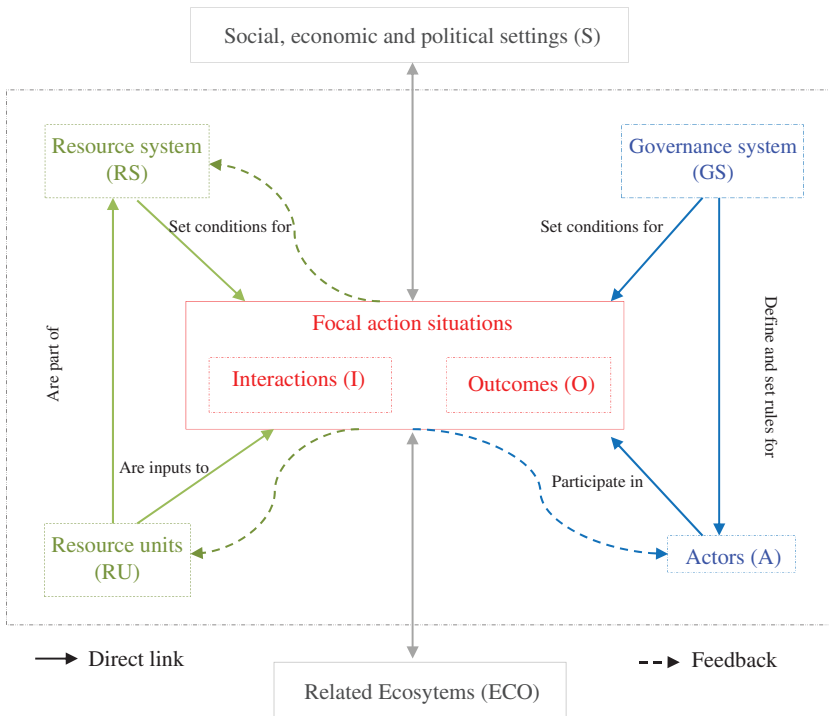 Social, economic and political settings (S)
Resource system
(RS)
Governance system
(GS)
Set conditions for
Set conditions for
Focal action situations
Interactions (I)
Outcomes (O)
Are part of
Define and set rules for
Are inputs to
Participate in
Resource units
(RU)
Actors (A)
Direct link
Feedback
Related Ecosytems (ECO)